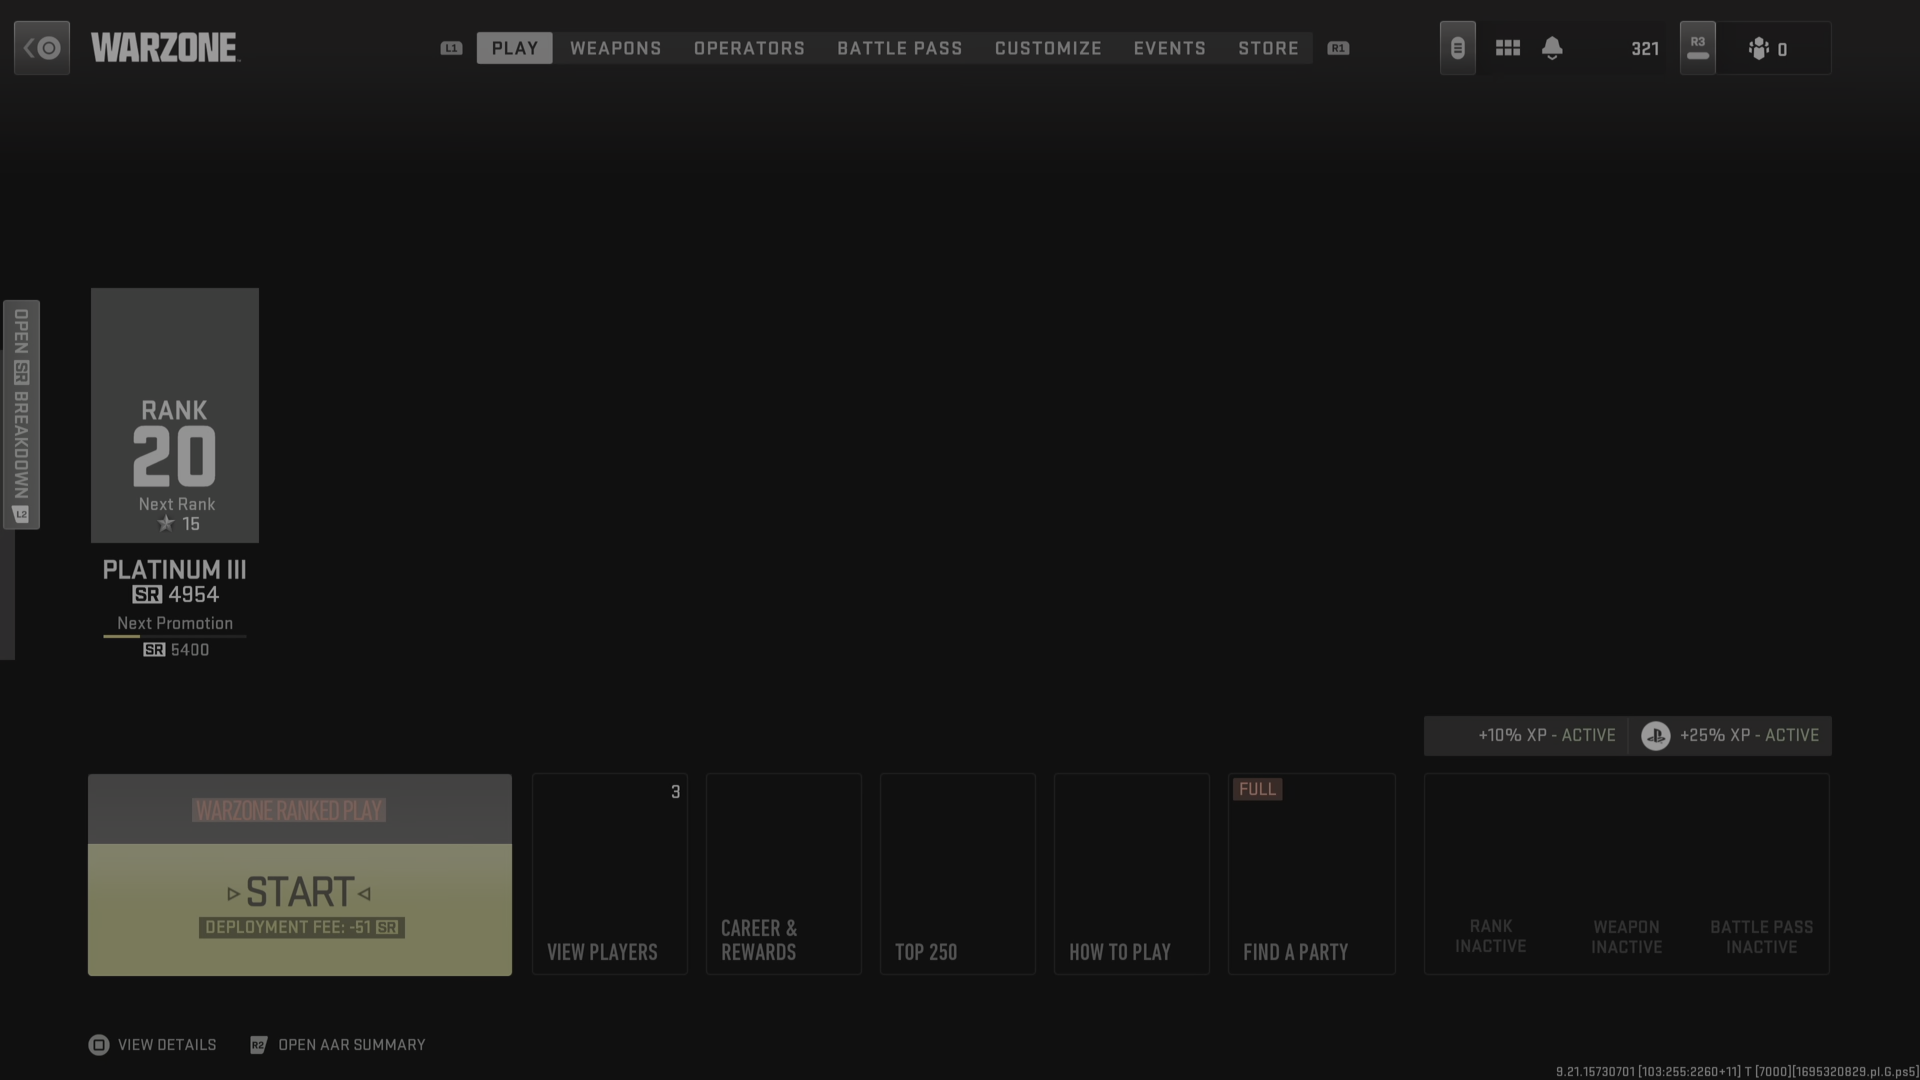 WARZONE
L1 PLAY WEAPONS OPERATORS BATTLE PASS CUSTOMIZE EVENTS STORE R1
321
R3
0
OPEN SR BREAKDOWN L2
RANK
20
Next Rank
15
PLATINUM III
SR 4954
Next Promotion
SR 5400
+10% XP - ACTIVE
+25% XP - ACTIVE
WARZONE RANKED PLAY
START
DEPLOYMENT FEE: -51 SR
3
VIEW PLAYERS
CAREER &
REWARDS
TOP 250
HOW TO PLAY
FULL
FIND A PARTY
RANK
INACTIVE
WEAPON
INACTIVE
BATTLE PASS
INACTIVE
VIEW DETAILS
R2 OPEN AAR SUMMARY
9.21.15730701 [103:255:2260+11] T [7000][1695320829.pl.G.ps5]